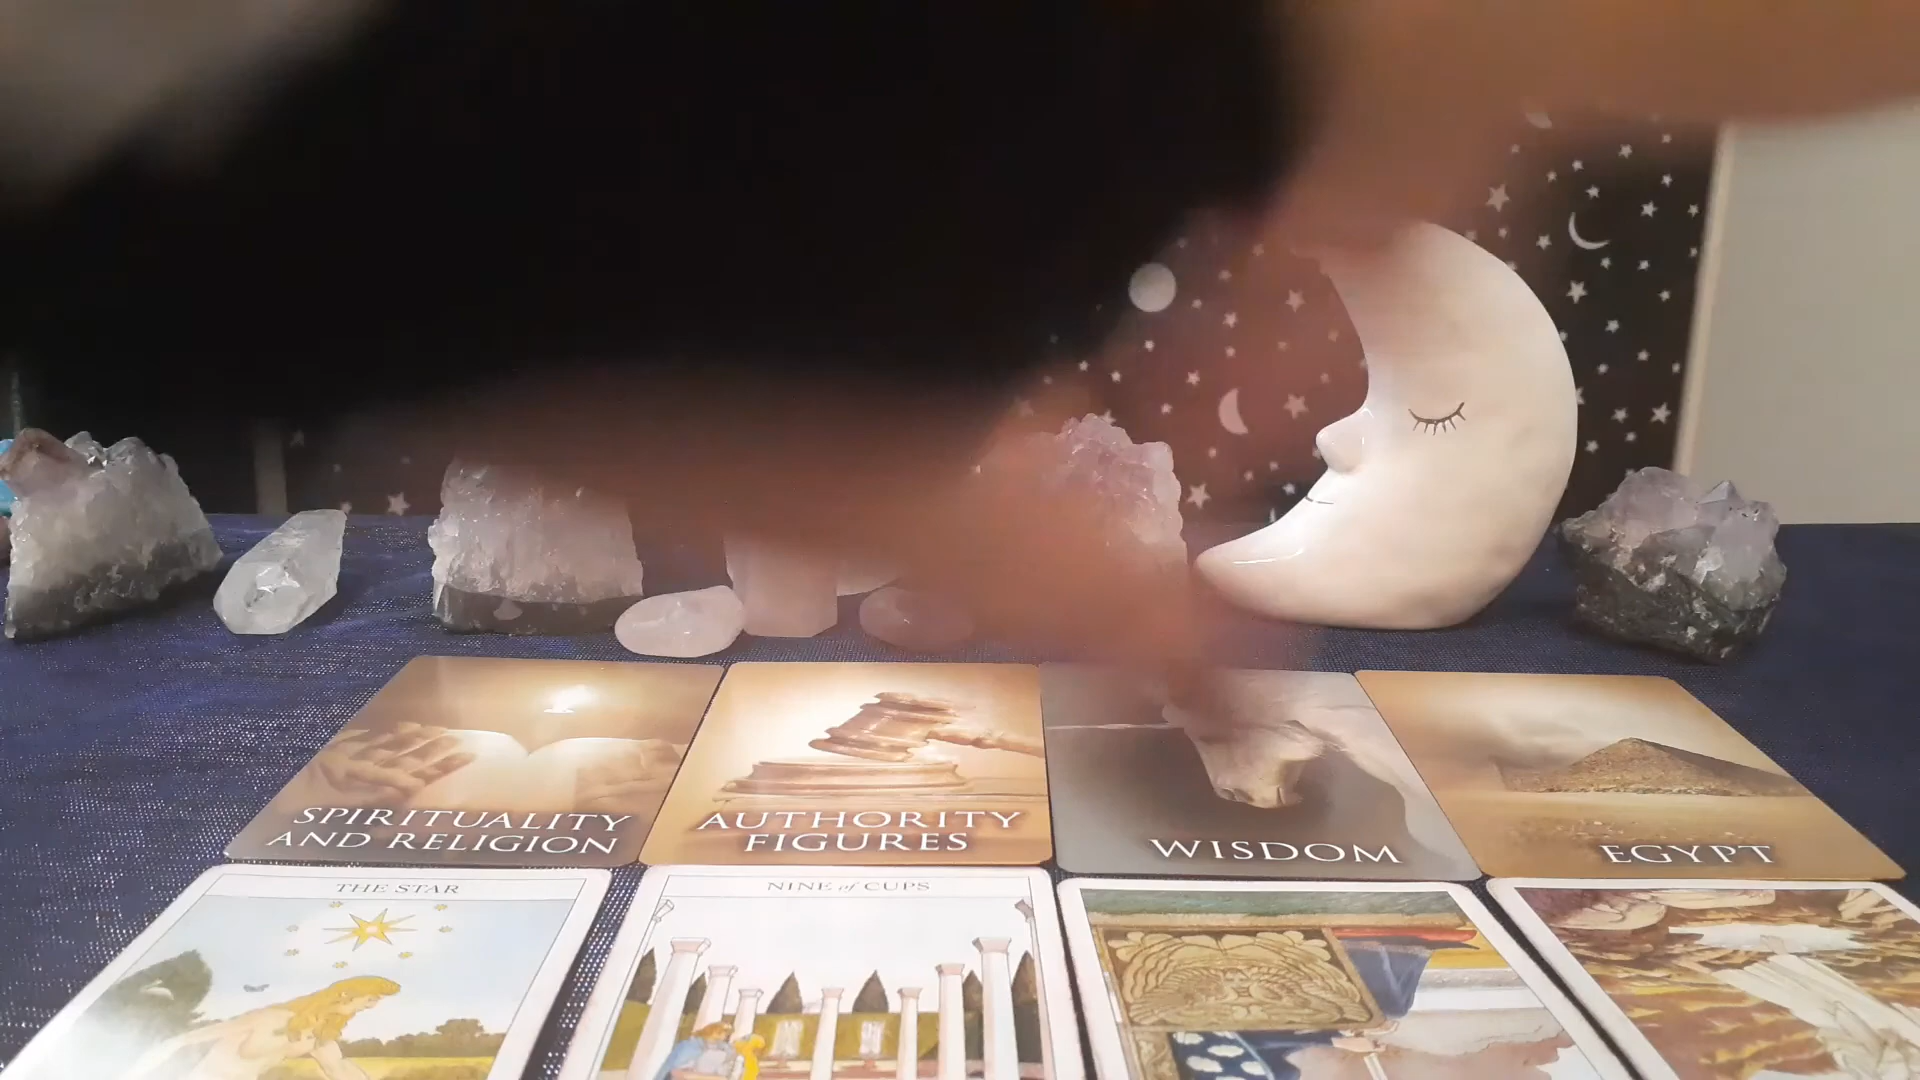 SPIRITUALITY
AND RELIGION
AUTHORITY
FIGURES
WISDOM
EGYPT
THE STAR
NINE of CUPS